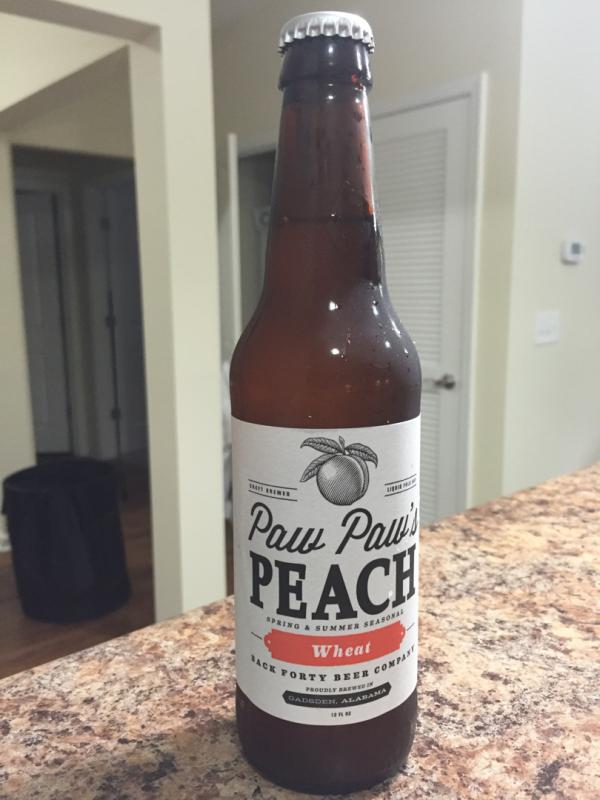 CRAFT BREWED
Paw Paw's
PEACH
SPRING & SUMMER SEASONAL
Wheat
BACK FORTY BEER COMPANY
PROUDLY BREWED IN
GADSDEN, ALABAMA
12 FL OZ